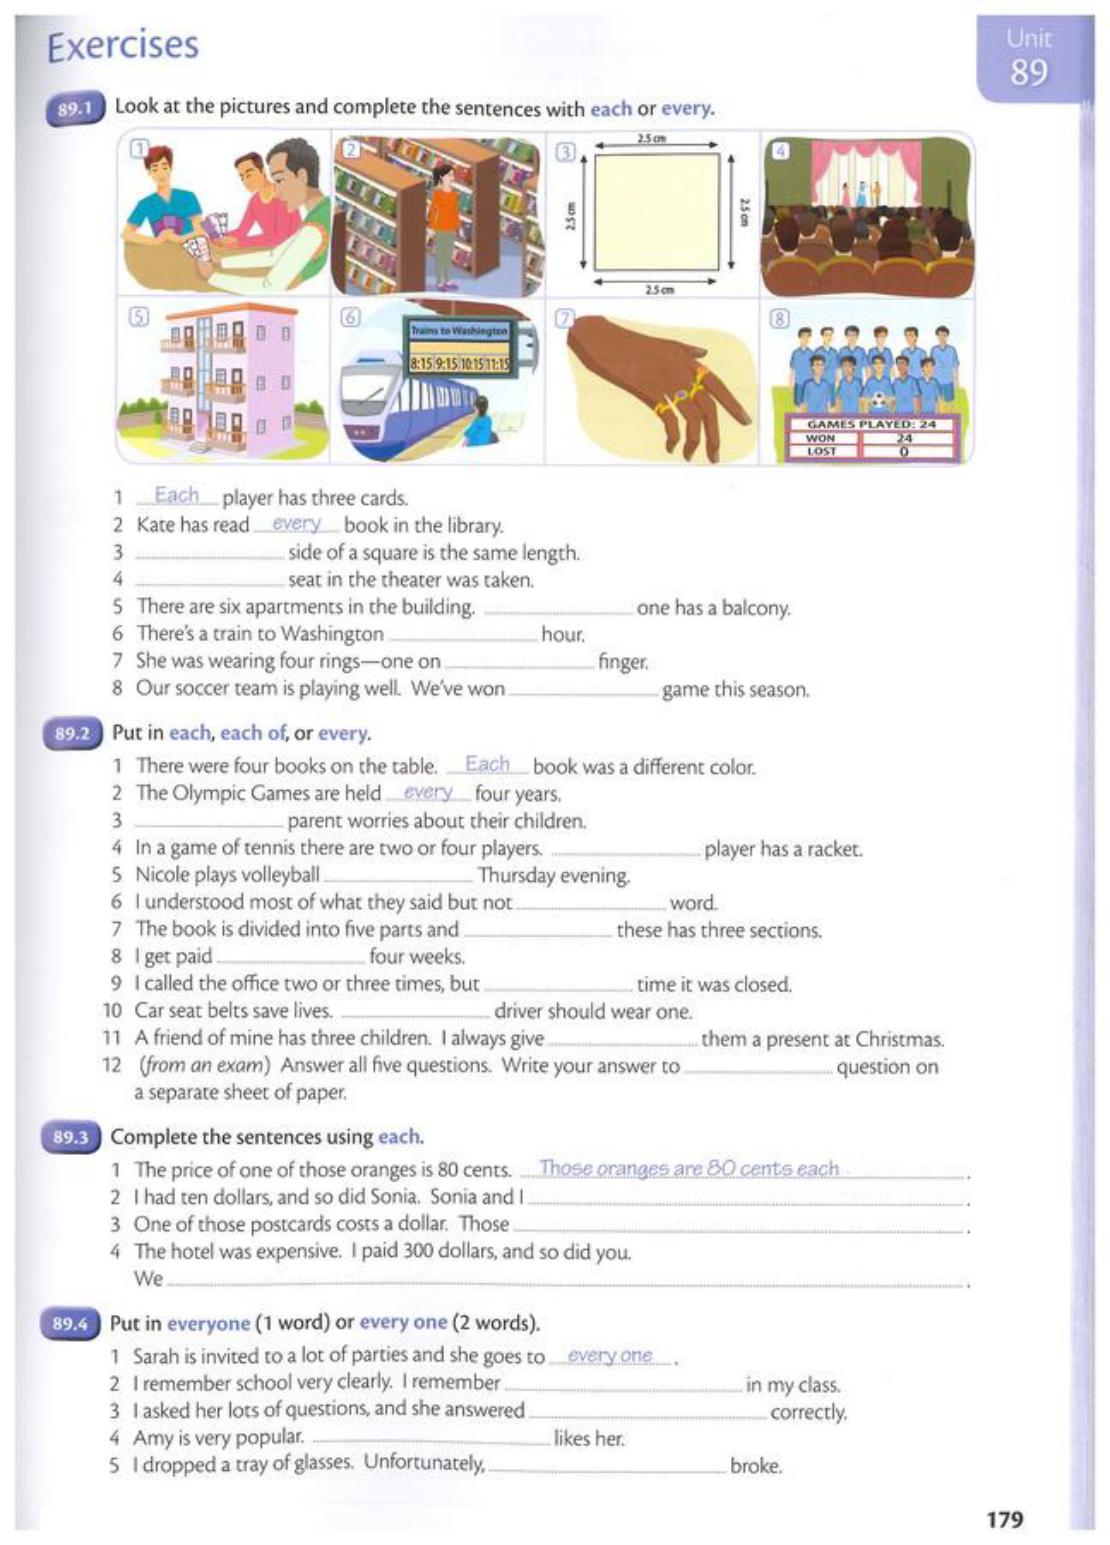 Exercises
Unit
89
89.1 Look at the pictures and complete the sentences with each or every.
1
2
3
2.5 cm
2.5 cm
2.5 cm
2.5 cm
4
5
6
Trains to Washington
8:15 9:15 10:15 11:15
7
8
GAMES PLAYED: 24
WON 24
LOST 0
1 Each player has three cards.
2 Kate has read every book in the library.
3 side of a square is the same length.
4 seat in the theater was taken.
5 There are six apartments in the building. one has a balcony.
6 There's a train to Washington hour.
7 She was wearing four rings—one on finger.
8 Our soccer team is playing well. We've won game this season.
89.2 Put in each, each of, or every.
1 There were four books on the table. Each book was a different color.
2 The Olympic Games are held every four years.
3 parent worries about their children.
4 In a game of tennis there are two or four players. player has a racket.
5 Nicole plays volleyball Thursday evening.
6 I understood most of what they said but not word.
7 The book is divided into five parts and these has three sections.
8 I get paid four weeks.
9 I called the office two or three times, but time it was closed.
10 Car seat belts save lives. driver should wear one.
11 A friend of mine has three children. I always give them a present at Christmas.
12 (from an exam) Answer all five questions. Write your answer to question on
a separate sheet of paper.
89.3 Complete the sentences using each.
1 The price of one of those oranges is 80 cents. Those oranges are 80 cents each .
2 I had ten dollars, and so did Sonia. Sonia and I .
3 One of those postcards costs a dollar. Those .
4 The hotel was expensive. I paid 300 dollars, and so did you.
We .
89.4 Put in everyone (1 word) or every one (2 words).
1 Sarah is invited to a lot of parties and she goes to every one .
2 I remember school very clearly. I remember in my class.
3 I asked her lots of questions, and she answered correctly.
4 Amy is very popular. likes her.
5 I dropped a tray of glasses. Unfortunately, broke.
179